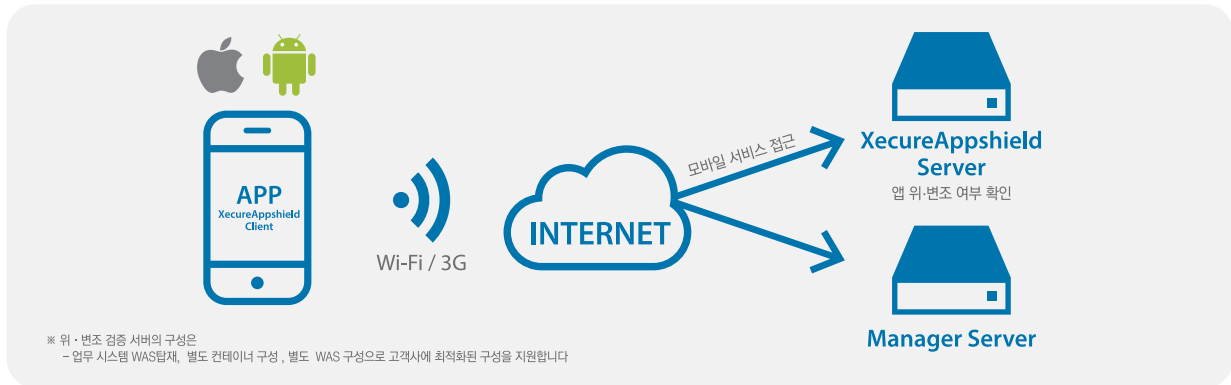 APP
XecureAppshield
Client
Wi-Fi / 3G
INTERNET
모바일 서비스 접근
XecureAppshield
Server
앱 위·변조 여부 확인
Manager Server
※ 위·변조 검증 서버의 구성은
- 업무 시스템 WAS탑재, 별도 컨테이너 구성 , 별도 WAS 구성으로 고객사에 최적화된 구성을 지원합니다